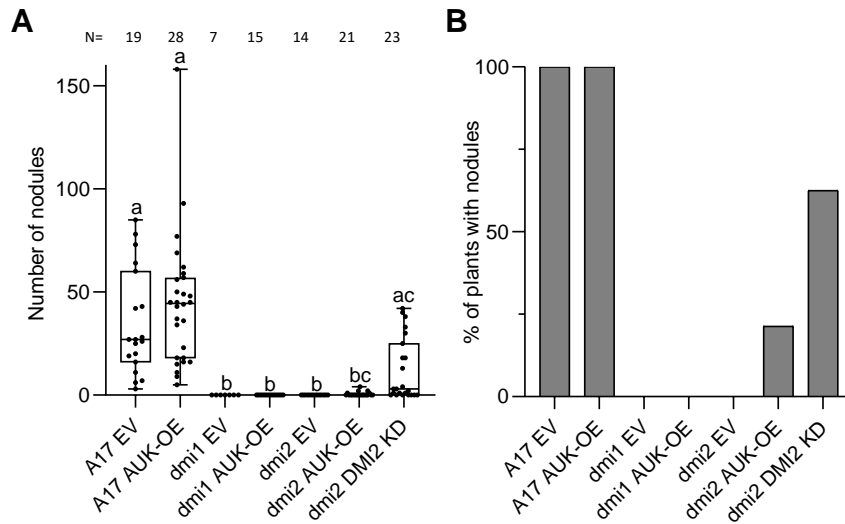 A
N= 19 28 7 15 14 21 23
Number of nodules
150
100
50
0
a
a
b
b
b
bc
ac
A17 EV
A17 AUK-OE
dmi1 EV
dmi1 AUK-OE
dmi2 EV
dmi2 AUK-OE
dmi2 DMI2 KD
B
% of plants with nodules
100
50
0
A17 EV
A17 AUK-OE
dmi1 EV
dmi1 AUK-OE
dmi2 EV
dmi2 AUK-OE
dmi2 DMI2 KD